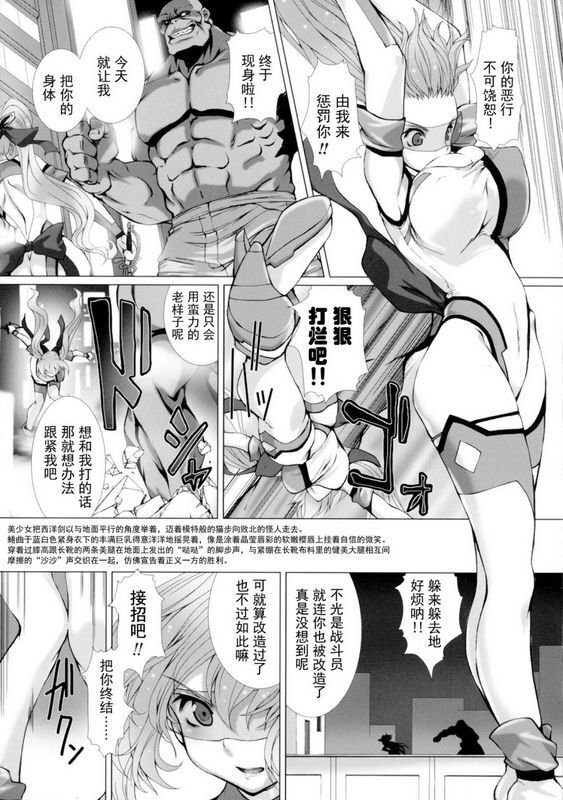 你的恶行
不可饶恕！
由我来
惩罚你！！
终于
现身啦！！
今天
就让我
把你的
身体
狠狠
打烂吧！！
还是只会
用蛮力的
老样子呢
想和我打的话
那就想办法
跟紧我吧
ドガッ
美少女把西洋剑以与地面平行的角度举着，迈着模特般的猫步向败北的怪人走去。
蜷曲于蓝白色紧身衣下的丰满巨乳得意洋洋地摇晃着，像是涂着晶莹唇彩的软嫩樱唇上挂着自信的微笑。
穿着过膝高跟长靴的两条美腿在地面上发出的“哒哒”的脚步声，与紧绷在长靴布料里的健美大腿相互间
摩擦的“沙沙”声交织在一起，仿佛宣告着正义一方的胜利。
躲来躲去地
好烦呐！！
不光是战斗员
就连你也被改造了
真是没想到呢
可就算改造过了
也不过如此嘛
接招吧！！
把你终结…
ガクン